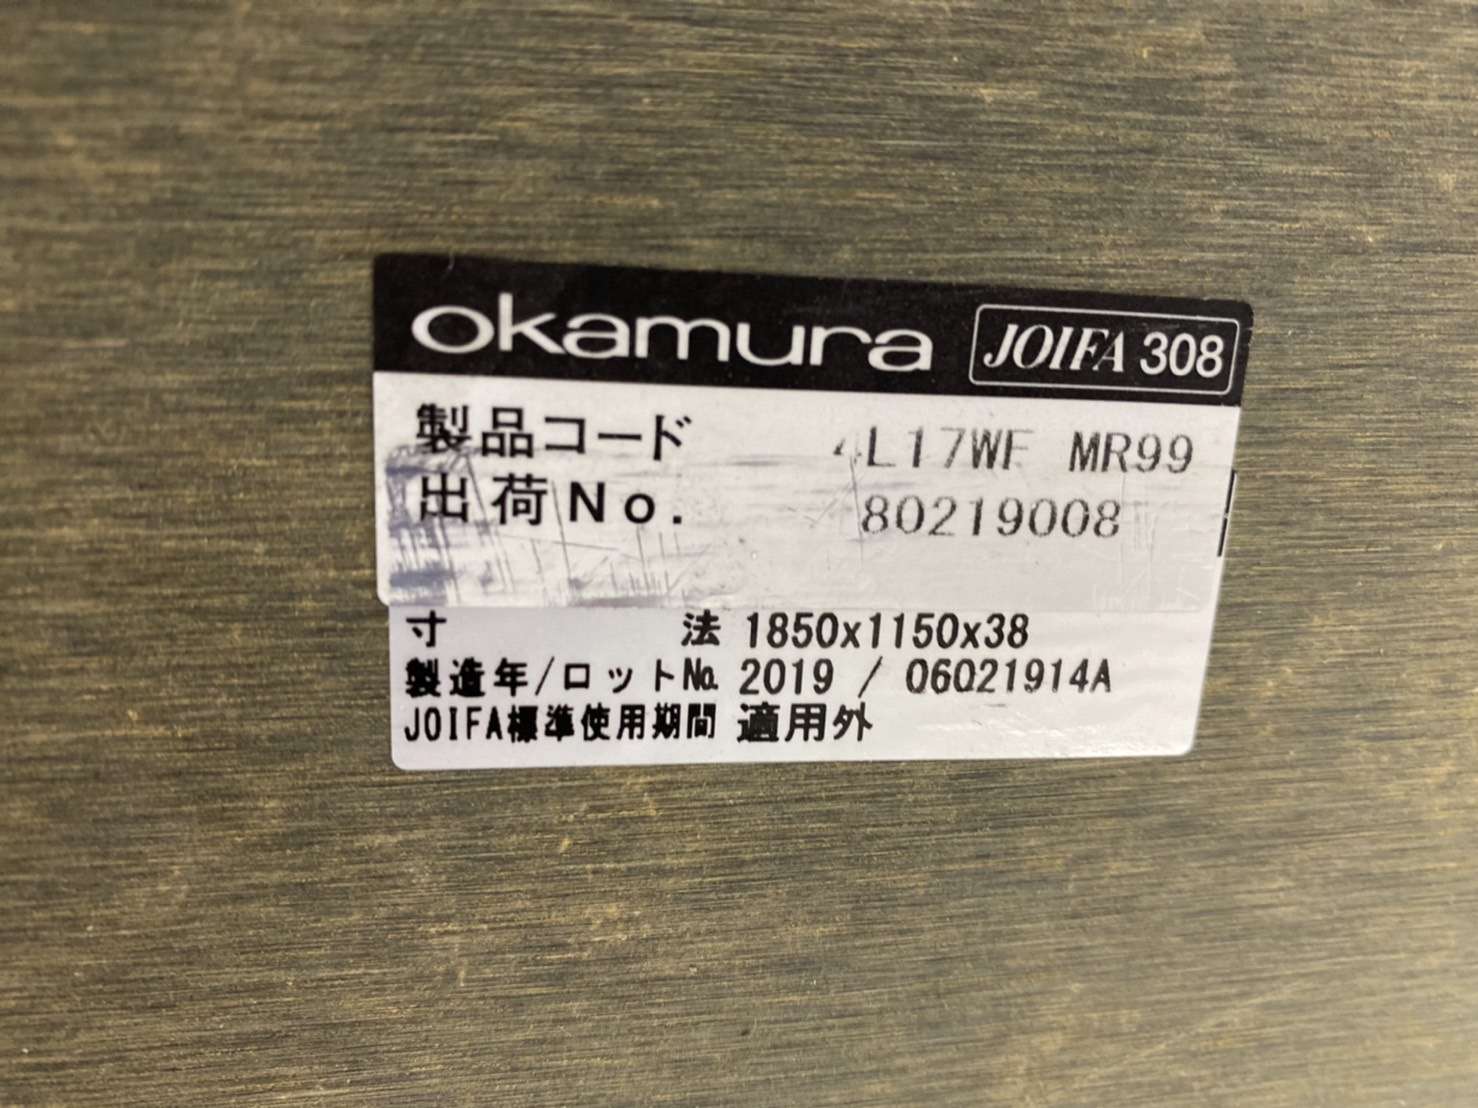 okamura JOIFA 308
製品コード 4L17WF MR99
出荷No. 80219008
寸 法 1850x1150x38
製造年/ロット№ 2019 / 06021914A
JOIFA標準使用期間 適用外